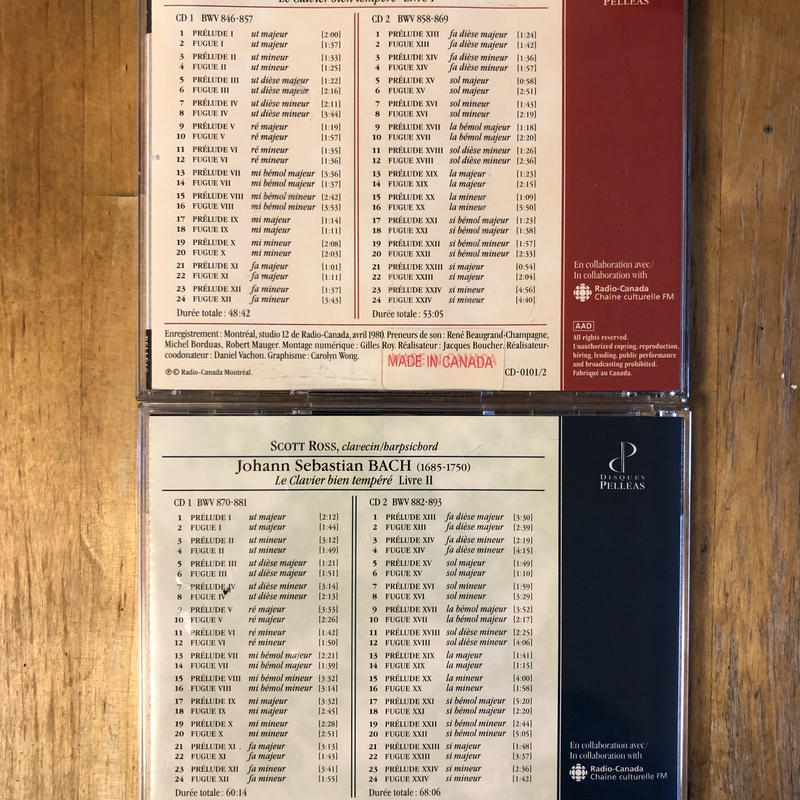 Le Clavier bien tempéré Livre I
PELLÉAS
CD 1 BWV 846-857
1 PRÉLUDE I ut majeur [2:00]
2 FUGUE I ut majeur [1:37]
3 PRÉLUDE II ut mineur [1:33]
4 FUGUE II ut mineur [1:25]
5 PRÉLUDE III ut dièse majeur [1:22]
6 FUGUE III ut dièse majeur [2:16]
7 PRÉLUDE IV ut dièse mineur [2:11]
8 FUGUE IV ut dièse mineur [3:44]
9 PRÉLUDE V ré majeur [1:19]
10 FUGUE V ré majeur [1:57]
11 PRÉLUDE VI ré mineur [1:35]
12 FUGUE VI ré mineur [1:36]
13 PRÉLUDE VII mi bémol majeur [3:36]
14 FUGUE VII mi bémol majeur [1:37]
15 PRÉLUDE VIII mi bémol mineur [2:42]
16 FUGUE VIII mi bémol mineur [3:53]
17 PRÉLUDE IX mi majeur [1:14]
18 FUGUE IX mi majeur [1:11]
19 PRÉLUDE X mi mineur [2:08]
20 FUGUE X mi mineur [2:03]
21 PRÉLUDE XI fa majeur [1:01]
22 FUGUE XI fa majeur [1:11]
23 PRÉLUDE XII fa mineur [1:37]
24 FUGUE XII fa mineur [3:43]
Durée totale : 48:42
CD 2 BWV 858-869
1 PRÉLUDE XIII fa dièse majeur [1:24]
2 FUGUE XIII fa dièse majeur [1:42]
3 PRÉLUDE XIV fa dièse mineur [1:36]
4 FUGUE XIV fa dièse mineur [1:57]
5 PRÉLUDE XV sol majeur [0:58]
6 FUGUE XV sol majeur [2:51]
7 PRÉLUDE XVI sol mineur [1:43]
8 FUGUE XVI sol mineur [2:19]
9 PRÉLUDE XVII la bémol majeur [1:18]
10 FUGUE XVII la bémol majeur [2:20]
11 PRÉLUDE XVIII sol dièse mineur [1:26]
12 FUGUE XVIII sol dièse mineur [2:36]
13 PRÉLUDE XIX la majeur [1:23]
14 FUGUE XIX la majeur [2:15]
15 PRÉLUDE XX la mineur [1:09]
16 FUGUE XX la mineur [5:50]
17 PRÉLUDE XXI si bémol majeur [1:23]
18 FUGUE XXI si bémol majeur [1:38]
19 PRÉLUDE XXII si bémol mineur [1:57]
20 FUGUE XXII si bémol mineur [2:33]
21 PRÉLUDE XXIII si majeur [0:54]
22 FUGUE XXIII si majeur [2:04]
23 PRÉLUDE XXIV si mineur [4:56]
24 FUGUE XXIV si mineur [4:40]
Durée totale : 53:05
Enregistrement : Montréal, studio 12 de Radio-Canada, avril 1980. Preneurs de son : René Beaugrand-Champagne,
Michel Borduas, Robert Mauger. Montage numérique : Gilles Roy. Réalisateur : Jacques Boucher. Réalisateur-
coodonateur : Daniel Vachon. Graphisme : Carolyn Wong.
MADE IN CANADA
℗ © Radio-Canada Montréal.
CD-0101/2
En collaboration avec/
In collaboration with
Radio-Canada
Chaîne culturelle FM
AAD
All rights reserved.
Unauthorized copying, reproduction,
hiring, lending, public performance
and broadcasting prohibited.
Fabriqué au Canada.
SCOTT ROSS, clavecin/harpsichord
Johann Sebastian BACH (1685-1750)
Le Clavier bien tempéré Livre II
DISQUES
PELLÉAS
CD 1 BWV 870-881
1 PRÉLUDE I ut majeur [2:12]
2 FUGUE I ut majeur [1:44]
3 PRÉLUDE II ut mineur [3:12]
4 FUGUE II ut mineur [1:49]
5 PRÉLUDE III ut dièse majeur [1:21]
6 FUGUE III ut dièse majeur [1:51]
7 PRÉLUDE IV ut dièse mineur [3:14]
8 FUGUE IV ut dièse mineur [2:13]
9 PRÉLUDE V ré majeur [3:33]
10 FUGUE V ré majeur [2:26]
11 PRÉLUDE VI ré mineur [1:42]
12 FUGUE VI ré mineur [1:50]
13 PRÉLUDE VII mi bémol majeur [2:21]
14 FUGUE VII mi bémol majeur [1:39]
15 PRÉLUDE VIII mi bémol mineur [3:32]
16 FUGUE VIII mi bémol mineur [3:14]
17 PRÉLUDE IX mi majeur [3:32]
18 FUGUE IX mi majeur [2:45]
19 PRÉLUDE X mi mineur [2:28]
20 FUGUE X mi mineur [2:51]
21 PRÉLUDE XI . fa majeur [3:13]
22 FUGUE XI fa majeur [1:43]
23 PRÉLUDE XII fa mineur [3:41]
24 FUGUE XII fa mineur [1:55]
Durée totale : 60:14
CD 2 BWV 882-893
1 PRÉLUDE XIII fa dièse majeur [3:30]
2 FUGUE XIII fa dièse majeur [2:39]
3 PRÉLUDE XIV fa dièse mineur [2:19]
4 FUGUE XIV fa dièse mineur [4:15]
5 PRÉLUDE XV sol majeur [1:49]
6 FUGUE XV sol majeur [1:10]
7 PRÉLUDE XVI sol mineur [1:59]
8 FUGUE XVI sol mineur [3:29]
9 PRÉLUDE XVII la bémol majeur [3:52]
10 FUGUE XVII la bémol majeur [2:17]
11 PRÉLUDE XVIII sol dièse mineur [2:25]
12 FUGUE XVIII sol dièse mineur [4:06]
13 PRÉLUDE XIX la majeur [1:41]
14 FUGUE XIX la majeur [1:15]
15 PRÉLUDE XX la mineur [4:00]
16 FUGUE XX la mineur [1:58]
17 PRÉLUDE XXI si bémol majeur [5:20]
18 FUGUE XXI si bémol majeur [2:20]
19 PRÉLUDE XXII si bémol mineur [2:44]
20 FUGUE XXII si bémol mineur [5:05]
21 PRÉLUDE XXIII si majeur [1:48]
22 FUGUE XXIII si majeur [3:37]
23 PRÉLUDE XXIV si mineur [2:36]
24 FUGUE XXIV si mineur [1:42]
Durée totale : 68:06
En collaboration avec/
In collaboration with
Radio-Canada
Chaîne culturelle FM